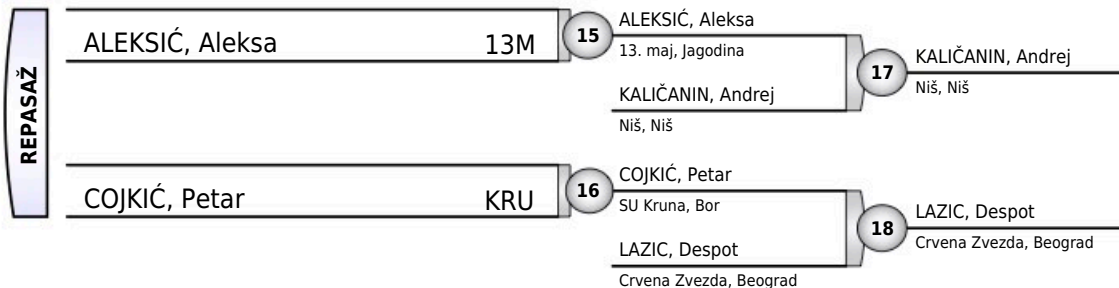 REPASAŽ
ALEKSIĆ, Aleksa 13M
15
ALEKSIĆ, Aleksa
13. maj, Jagodina
KALIČANIN, Andrej
Niš, Niš
17
KALIČANIN, Andrej
Niš, Niš
COJKIĆ, Petar KRU
16
COJKIĆ, Petar
SU Kruna, Bor
LAZIC, Despot
Crvena Zvezda, Beograd
18
LAZIC, Despot
Crvena Zvezda, Beograd